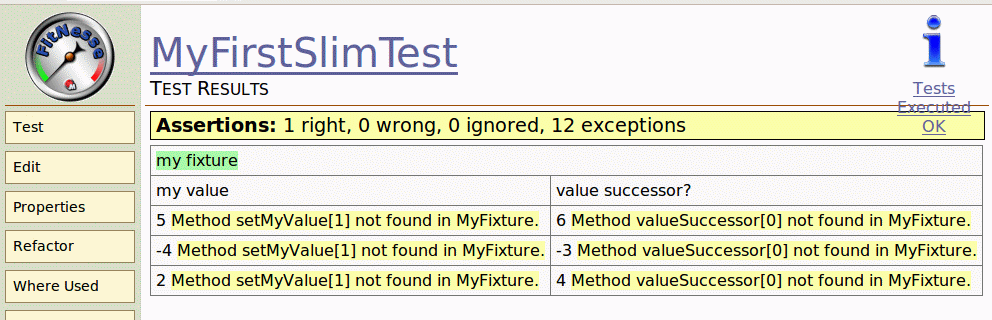 FitNesse
MyFirstSlimTest
TEST RESULTS
Tests
Executed
OK
Test
Edit
Properties
Refactor
Where Used
Assertions: 1 right, 0 wrong, 0 ignored, 12 exceptions
my fixture
my value value successor?
5 Method setMyValue[1] not found in MyFixture. 6 Method valueSuccessor[0] not found in MyFixture.
-4 Method setMyValue[1] not found in MyFixture. -3 Method valueSuccessor[0] not found in MyFixture.
2 Method setMyValue[1] not found in MyFixture. 4 Method valueSuccessor[0] not found in MyFixture.